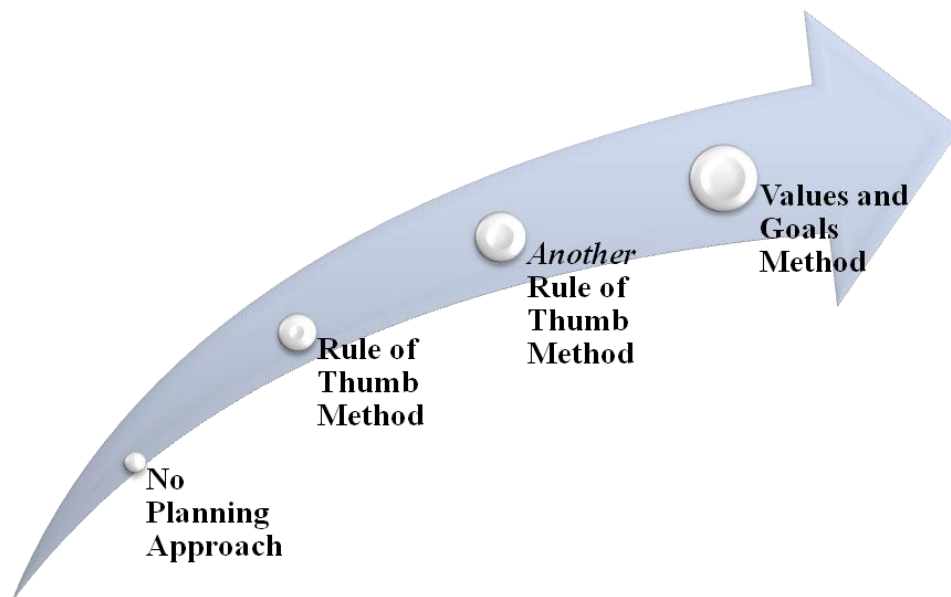 No
Planning
Approach
Rule of
Thumb
Method
Another
Rule of
Thumb
Method
Values and
Goals
Method